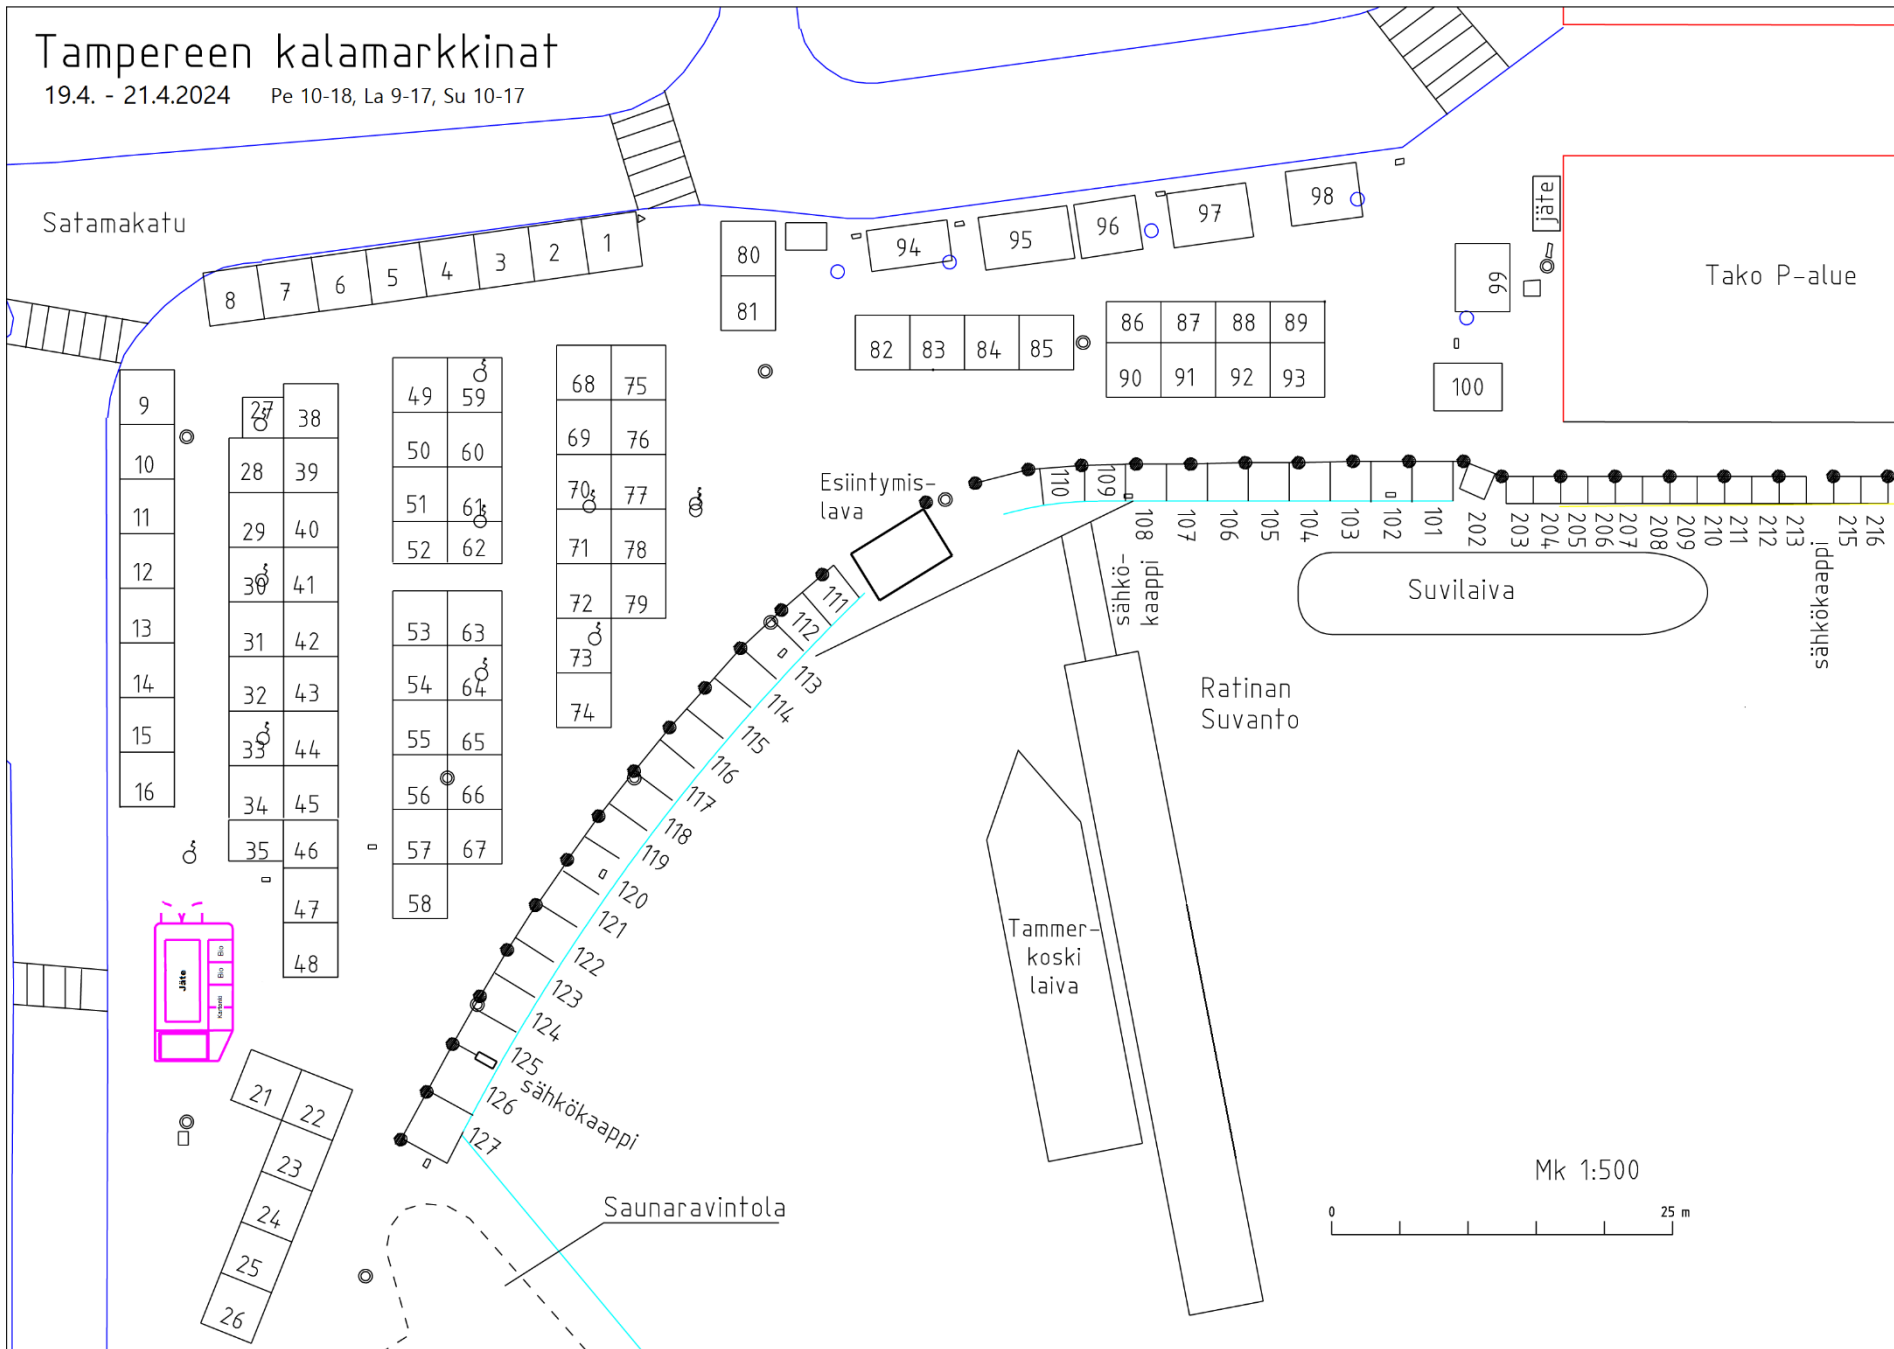 Tampereen kalamarkkinat
19.4. - 21.4.2024 Pe 10-18, La 9-17, Su 10-17
Satamakatu
8 7 6 5 4 3 2 1
80
81
94 95 96 97 98
jäte
99
100
Tako P-alue
82 83 84 85
86 87 88 89
90 91 92 93
9
10
11
12
13
14
15
16
27 38
28 39
29 40
30 41
31 42
32 43
33 44
34 45
35 46
47
48
49 59
50 60
51 61
52 62
53 63
54 64
55 65
56 66
57 67
58
68 75
69 76
70 77
71 78
72 79
73
74
Esiintymis-
lava
110 109 108 107 106 105 104 103 102 101 202 203 204 205 206 207 208 209 210 211 212 213 215 216
sähkö-
kaappi
sähkökaappi
Suvilaiva
Ratinan
Suvanto
111
112
113
114
115
116
117
118
119
120
121
122
123
124
125
126
127
sähkökaappi
Tammer-
koski
laiva
Jäte
Bio
Bio
Kartonki
21 22
23
24
25
26
Saunaravintola
Mk 1:500
0 25 m